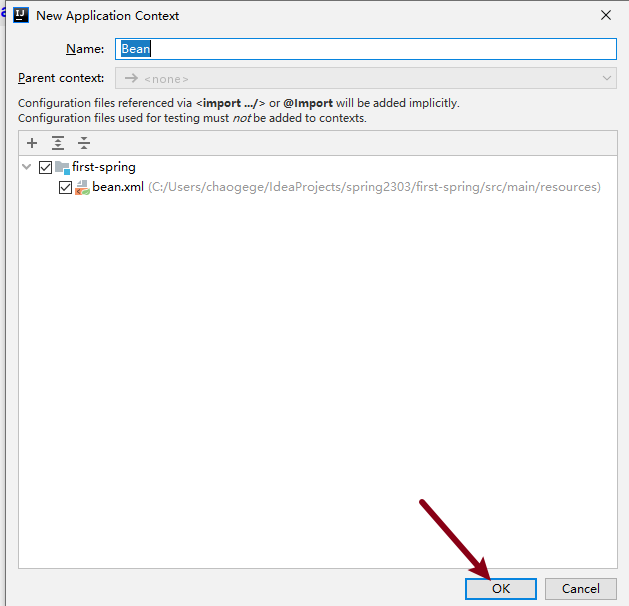 New Application Context
Name: Bean
Parent context: <none>
Configuration files referenced via <import .../> or @Import will be added implicitly.
Configuration files used for testing must not be added to contexts.
first-spring
bean.xml (C:/Users/chaogege/IdeaProjects/spring2303/first-spring/src/main/resources)
OK Cancel